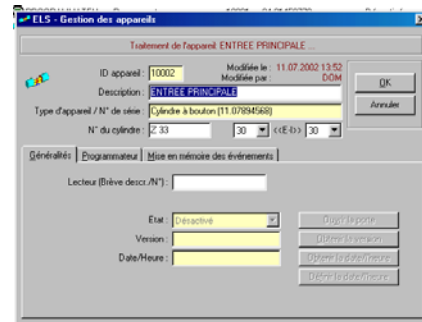 ELS - Gestion des appareils
Traitement de l'appareil ENTREE PRINCIPALE ...
ID appareil : 10002
Modifiée le : 11.07.2002 13:52
Modifiée par : DOM
OK
Description : ENTREE PRINCIPALE
Annuler
Type d'appareil / N° de série : Cylindre à bouton (11.07894568)
N° du cylindre : Z 33 30 <<E-I>> 30
Généralités Programmateur Mise en mémoire des événements
Lecteur (Brève descr./N°) :
Etat : Désactivé
Ouvrir la porte
Version :
Obtenir la version
Date/Heure :
Obtenir la date/l'heure
Définir la date/l'heure